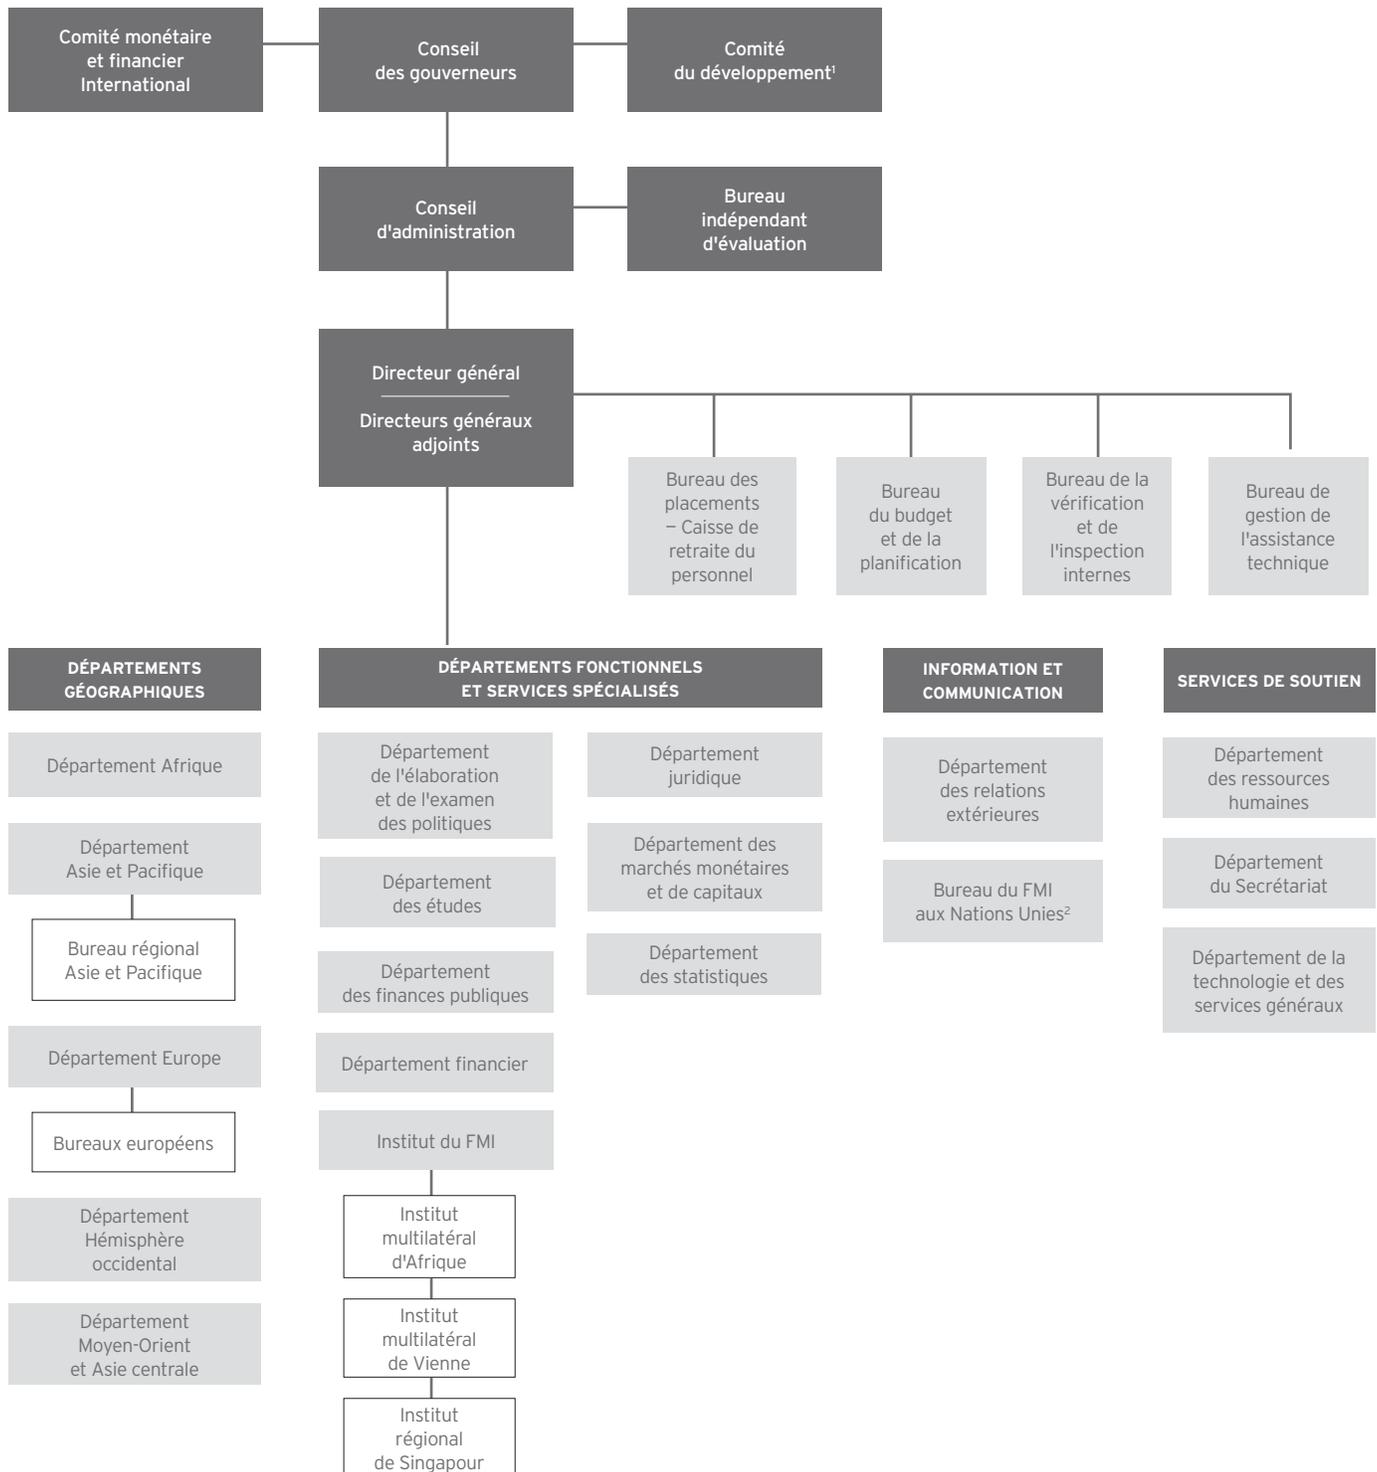 Comité monétaire
et financier
International
Conseil
des gouverneurs
Comité
du développement¹
Conseil
d'administration
Bureau
indépendant
d'évaluation
Directeur général
Directeurs généraux
adjoints
Bureau des
placements
– Caisse de
retraite du
personnel
Bureau
du budget
et de la
planification
Bureau de la
vérification
et de
l'inspection
internes
Bureau de
gestion de
l'assistance
technique
DÉPARTEMENTS
GÉOGRAPHIQUES
Département Afrique
Département
Asie et Pacifique
Bureau régional
Asie et Pacifique
Département Europe
Bureaux européens
Département
Hémisphère
occidental
Département
Moyen-Orient
et Asie centrale
DÉPARTEMENTS FONCTIONNELS
ET SERVICES SPÉCIALISÉS
Département
de l'élaboration
et de l'examen
des politiques
Département
des études
Département
des finances publiques
Département financier
Institut du FMI
Institut
multilatéral
d'Afrique
Institut
multilatéral
de Vienne
Institut
régional
de Singapour
Département
juridique
Département des
marchés monétaires
et de capitaux
Département
des statistiques
INFORMATION ET
COMMUNICATION
Département
des relations
extérieures
Bureau du FMI
aux Nations Unies²
SERVICES DE SOUTIEN
Département
des ressources
humaines
Département
du Secrétariat
Département de la
technologie et des
services généraux